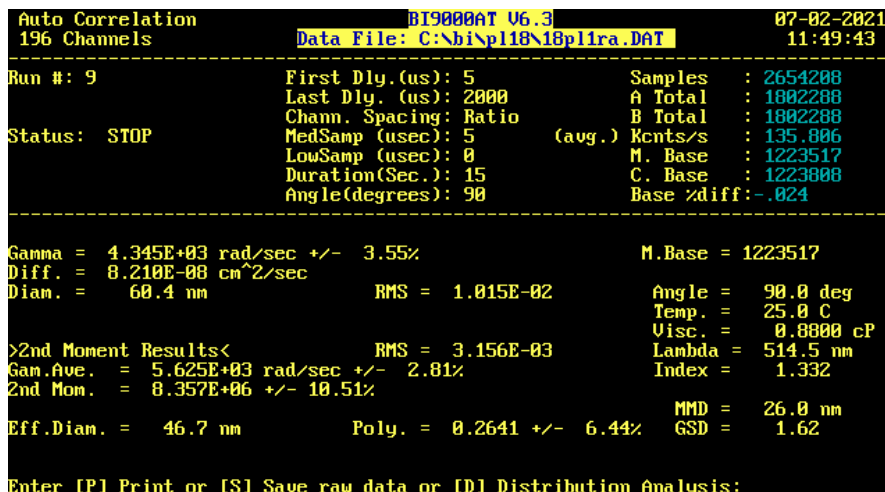 Auto Correlation BI9000AT V6.3 07-02-2021
196 Channels Data File: C:\bi\pl18\18pl1ra.DAT 11:49:43
Run #: 9 First Dly.(us): 5 Samples : 2654208
Last Dly. (us): 2000 A Total : 1802288
Chann. Spacing: Ratio B Total : 1802288
Status: STOP MedSamp (usec): 5 (avg.) Kcnts/s : 135.806
LowSamp (usec): 0 M. Base : 1223517
Duration(Sec.): 15 C. Base : 1223808
Angle(degrees): 90 Base %diff:-.024
Gamma = 4.345E+03 rad/sec +/- 3.55% M.Base = 1223517
Diff. = 8.210E-08 cm^2/sec
Diam. = 60.4 nm RMS = 1.015E-02 Angle = 90.0 deg
Temp. = 25.0 C
Visc. = 0.8800 cP
>2nd Moment Results< RMS = 3.156E-03 Lambda = 514.5 nm
Gam.Ave. = 5.625E+03 rad/sec +/- 2.81% Index = 1.332
2nd Mom. = 8.357E+06 +/- 10.51%
MMD = 26.0 nm
Eff.Diam. = 46.7 nm Poly. = 0.2641 +/- 6.44% GSD = 1.62
Enter [P] Print or [S] Save raw data or [D] Distribution Analysis: